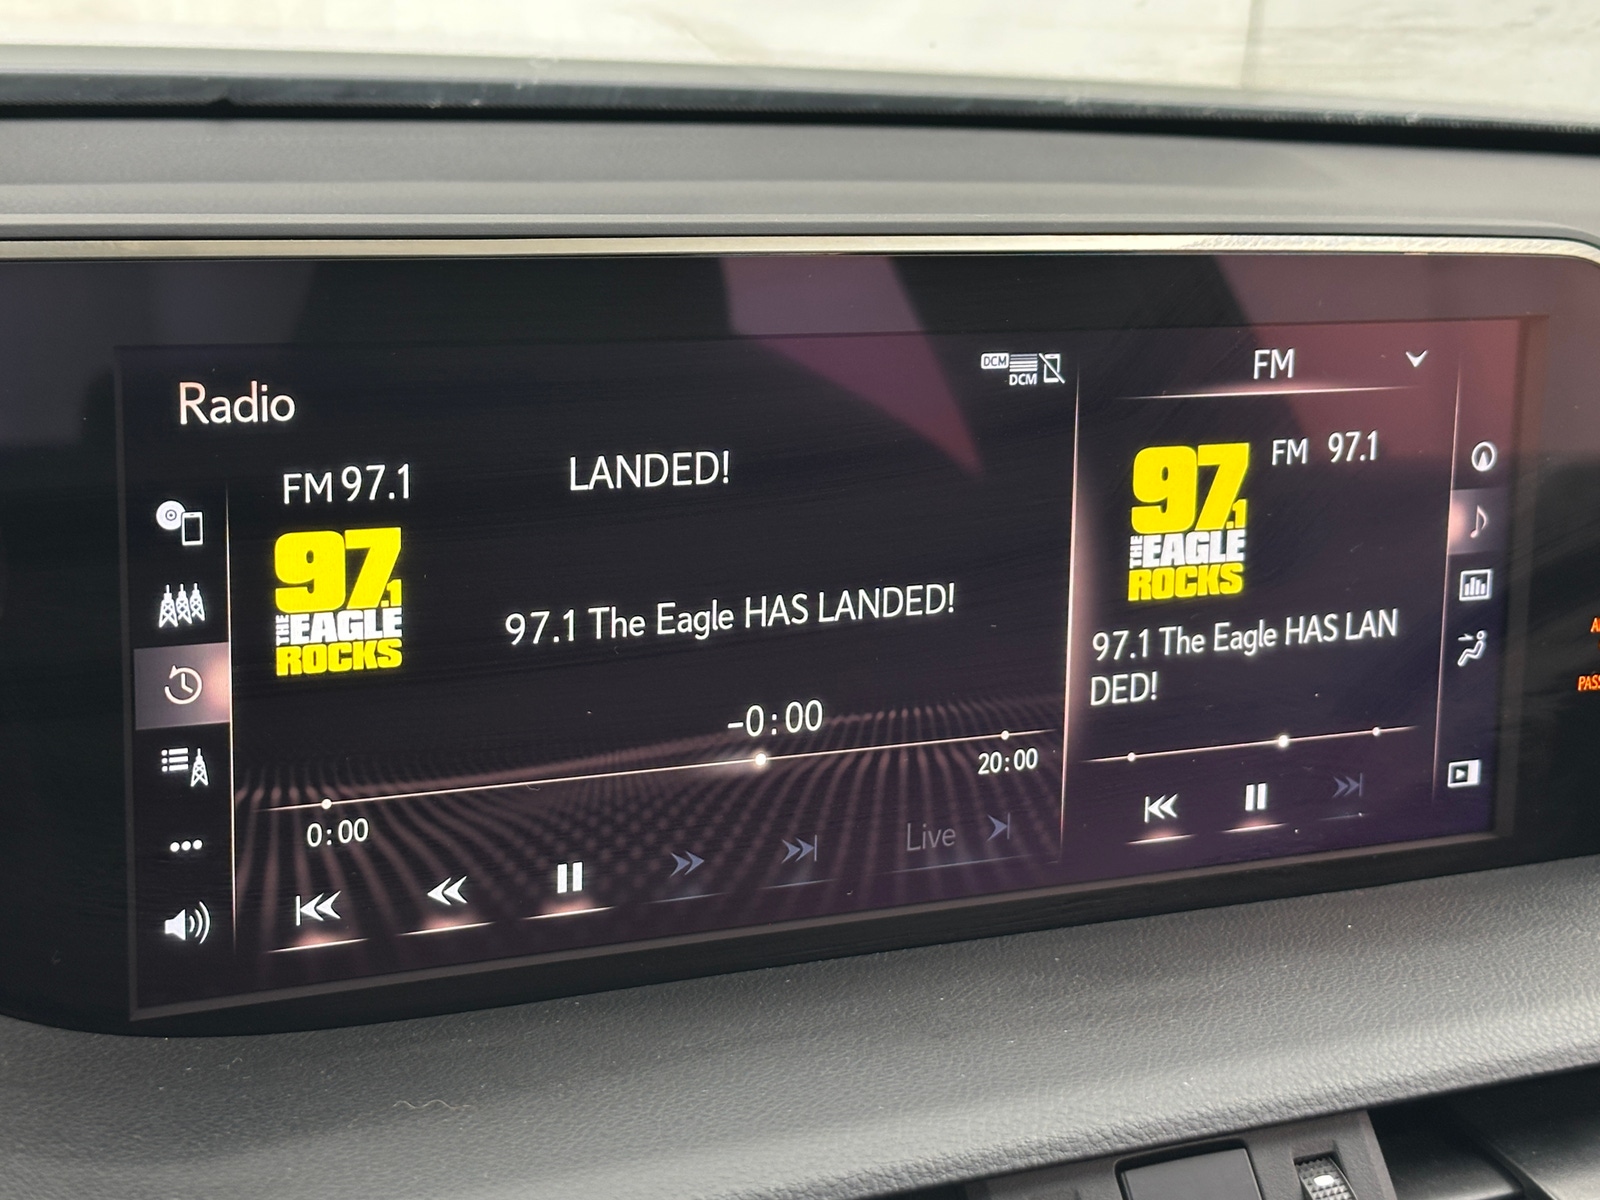 Radio
DCM
DCM
FM 97.1
LANDED!
97.1
THE EAGLE
ROCKS
97.1 The Eagle HAS LANDED!
-0:00
0:00
20:00
Live
FM
97.1
THE EAGLE
ROCKS
FM 97.1
97.1 The Eagle HAS LAN
DED!
PASS